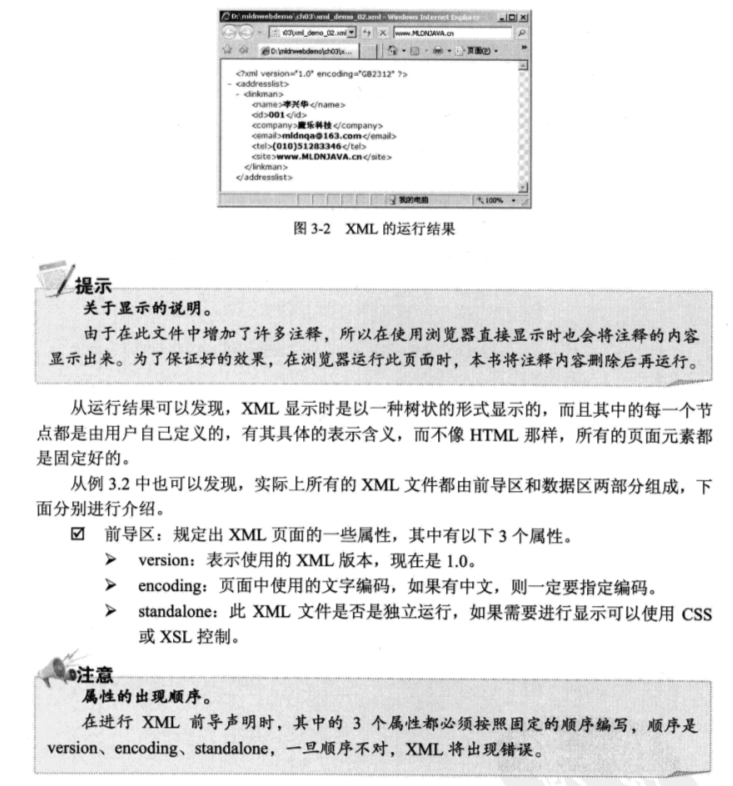 D:\mldnwebdemo\ch03\xml_demo_02.xml - Windows Internet Explorer
03\xml_demo_02.xml
www.MLDNJAVA.cn
D:\mldnwebdemo\ch03\x...
页面(P)
<?xml version="1.0" encoding="GB2312" ?>
- <addresslist>
- <linkman>
<name>李兴华</name>
<id>001</id>
<company>魔乐科技</company>
<email>mldnqa@163.com</email>
<tel>(010)51283346</tel>
<site>www.MLDNJAVA.cn</site>
</linkman>
</addresslist>
我的电脑
100%
图 3-2 XML 的运行结果
提示
关于显示的说明。
由于在此文件中增加了许多注释，所以在使用浏览器直接显示时也会将注释的内容
显示出来。为了保证好的效果，在浏览器运行此页面时，本书将注释内容删除后再运行。
从运行结果可以发现，XML 显示时是以一种树状的形式显示的，而且其中的每一个节
点都是由用户自己定义的，有其具体的表示含义，而不像 HTML 那样，所有的页面元素都
是固定好的。
从例 3.2 中也可以发现，实际上所有的 XML 文件都由前导区和数据区两部分组成，下
面分别进行介绍。
☑ 前导区：规定出 XML 页面的一些属性，其中有以下 3 个属性。
➢ version：表示使用的 XML 版本，现在是 1.0。
➢ encoding：页面中使用的文字编码，如果有中文，则一定要指定编码。
➢ standalone：此 XML 文件是否是独立运行，如果需要进行显示可以使用 CSS
或 XSL 控制。
注意
属性的出现顺序。
在进行 XML 前导声明时，其中的 3 个属性都必须按照固定的顺序编写，顺序是
version、encoding、standalone，一旦顺序不对，XML 将出现错误。